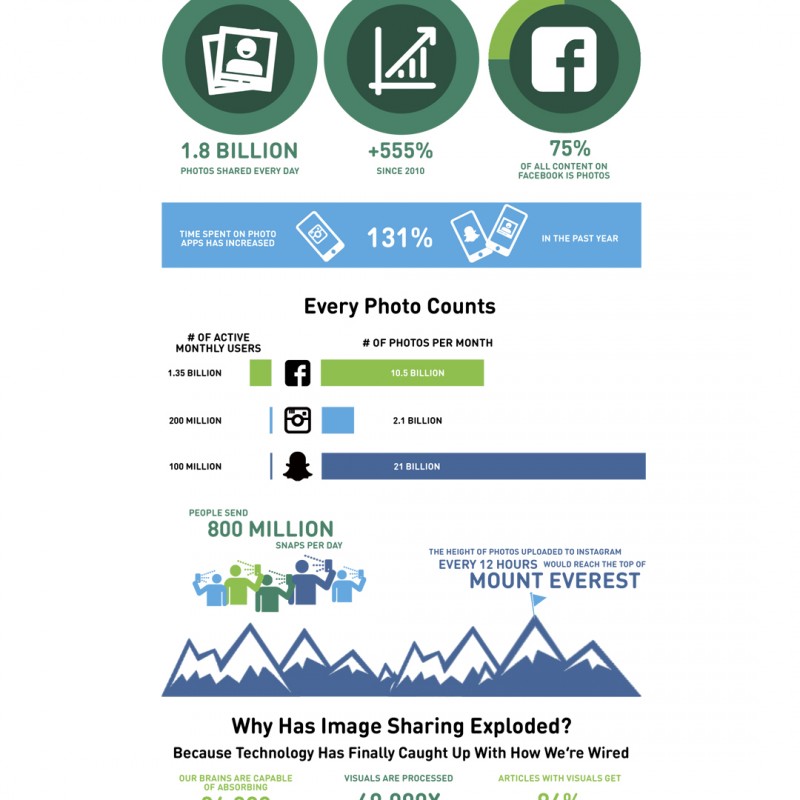 1.8 BILLION
PHOTOS SHARED EVERY DAY
+555%
SINCE 2010
75%
OF ALL CONTENT ON
FACEBOOK IS PHOTOS
TIME SPENT ON PHOTO
APPS HAS INCREASED
131%
IN THE PAST YEAR
Every Photo Counts
# OF ACTIVE
MONTHLY USERS
# OF PHOTOS PER MONTH
1.35 BILLION
10.5 BILLION
200 MILLION
2.1 BILLION
100 MILLION
21 BILLION
PEOPLE SEND
800 MILLION
SNAPS PER DAY
THE HEIGHT OF PHOTOS UPLOADED TO INSTAGRAM
EVERY 12 HOURS WOULD REACH THE TOP OF
MOUNT EVEREST
Why Has Image Sharing Exploded?
Because Technology Has Finally Caught Up With How We're Wired
OUR BRAINS ARE CAPABLE
OF ABSORBING
VISUALS ARE PROCESSED
ARTICLES WITH VISUALS GET